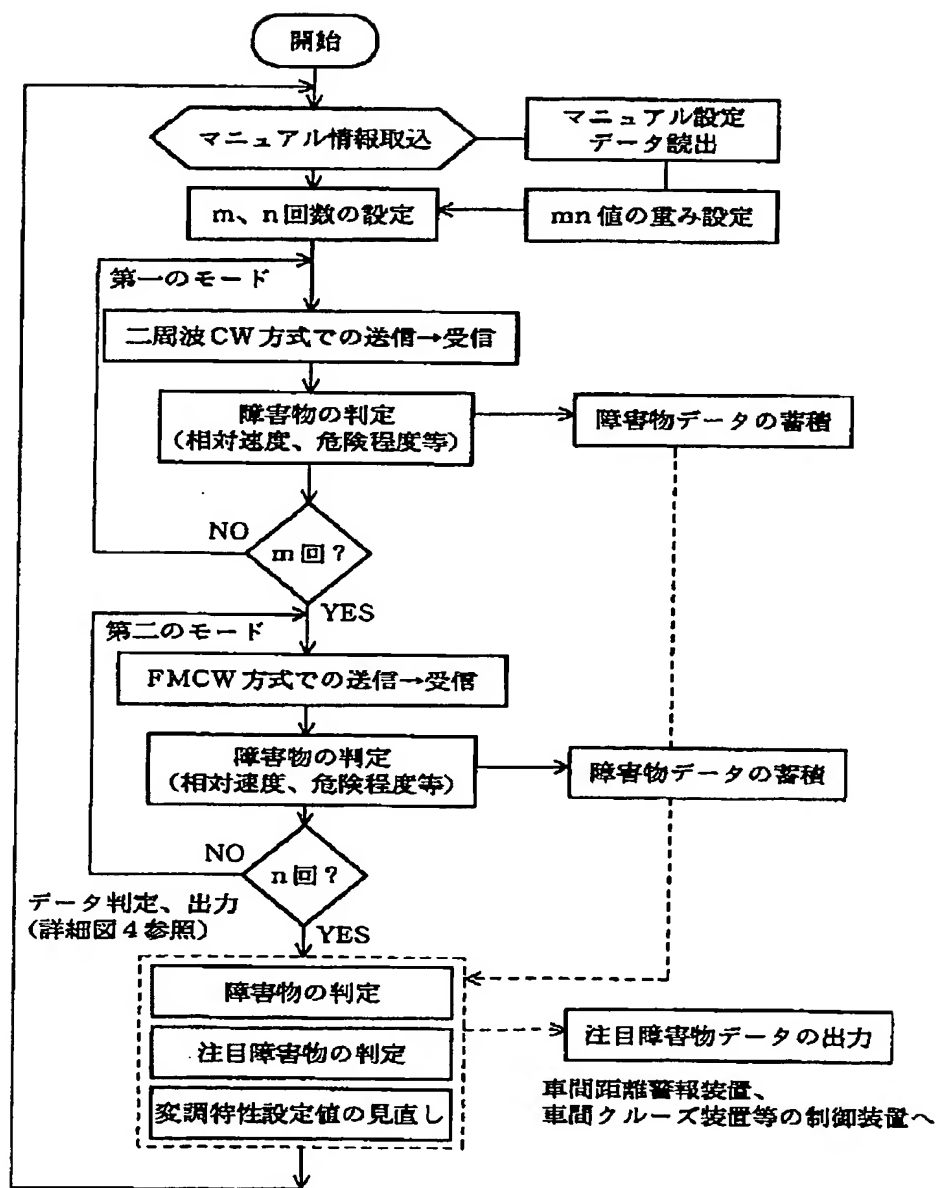 開始
マニュアル情報取込
マニュアル設定
データ読出
m、n回数の設定
mn値の重み設定
第一のモード
二周波CW方式での送信→受信
障害物の判定
(相対速度、危険程度等)
障害物データの蓄積
NO
m回?
YES
第二のモード
FMCW方式での送信→受信
障害物の判定
(相対速度、危険程度等)
障害物データの蓄積
NO
n回?
データ判定、出力
(詳細図4参照)
YES
障害物の判定
注目障害物の判定
変調特性設定値の見直し
注目障害物データの出力
車間距離警報装置、
車間クルーズ装置等の制御装置へ